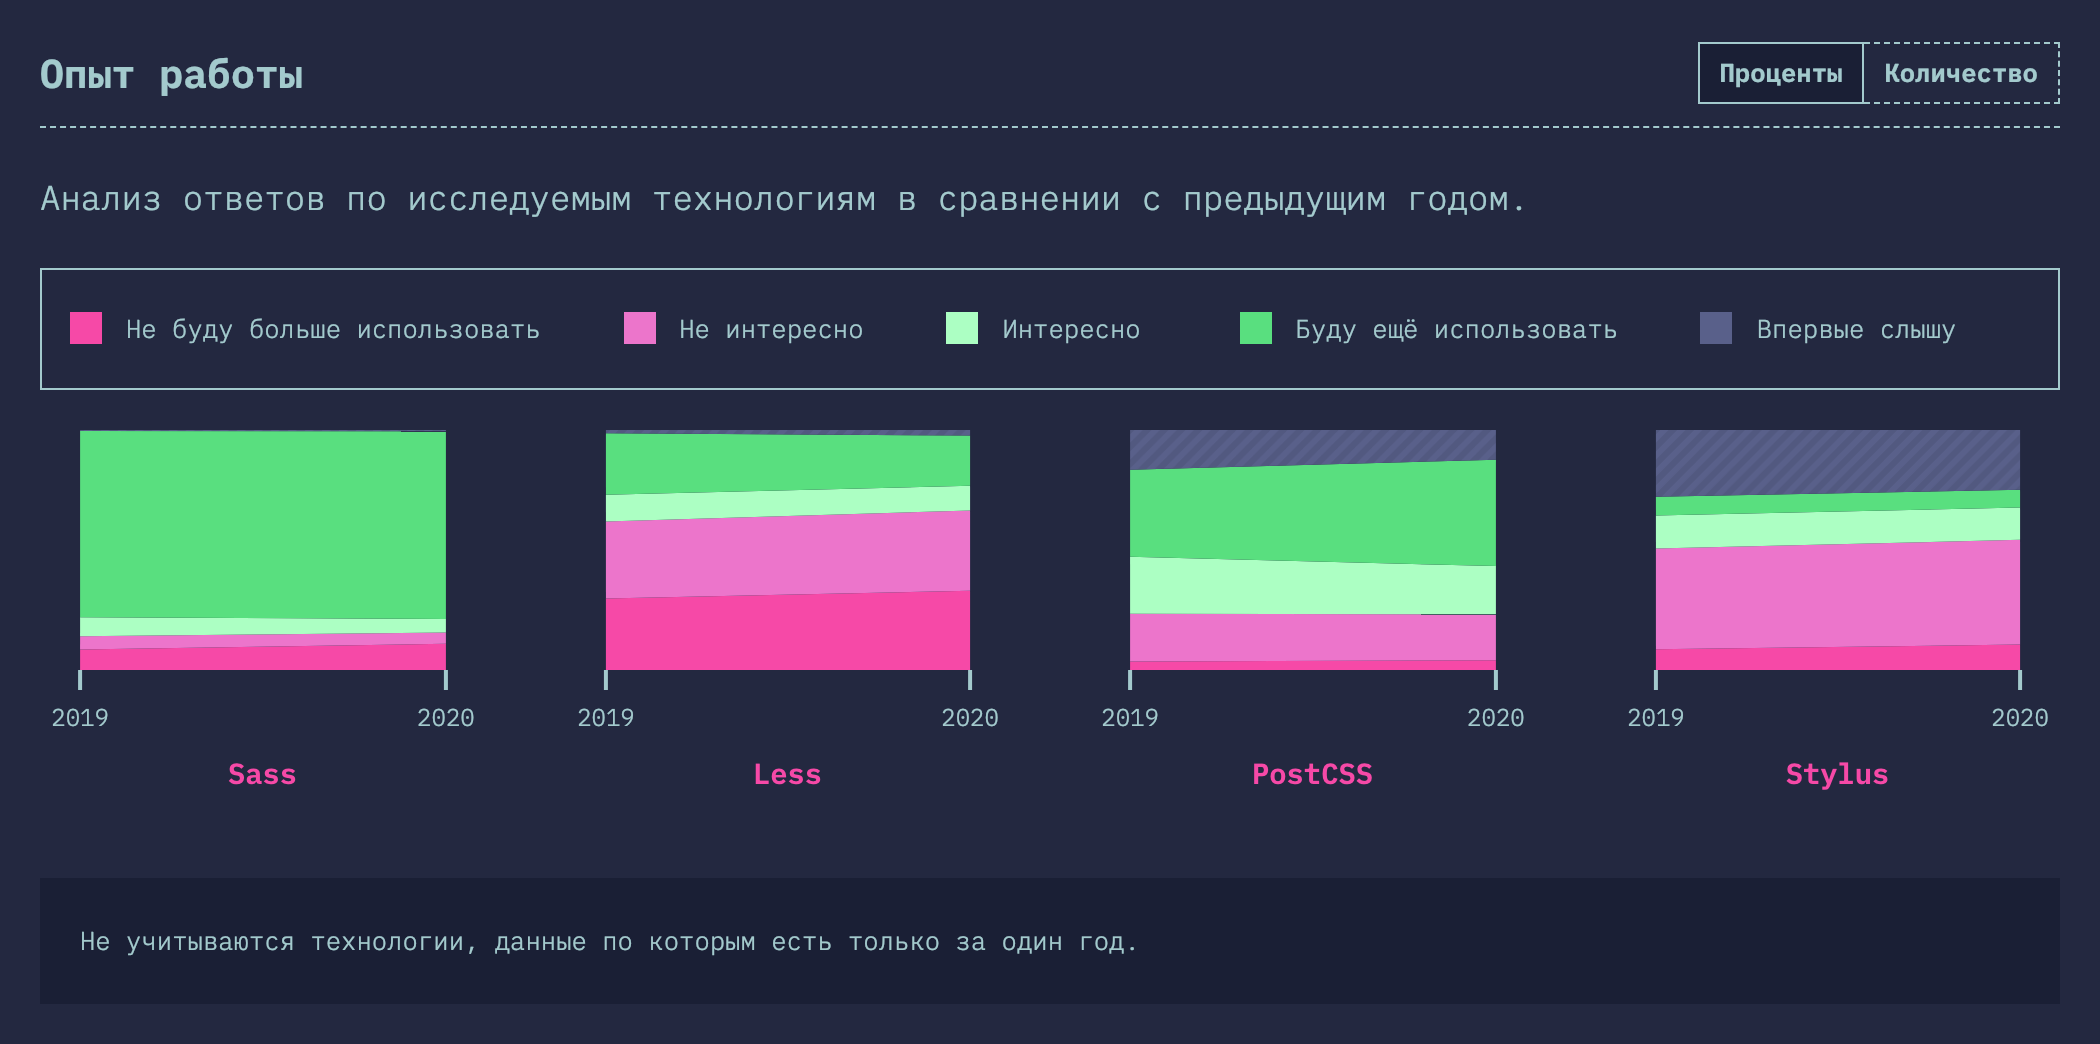 Опыт работы
Проценты Количество
Анализ ответов по исследуемым технологиям в сравнении с предыдущим годом.
Не буду больше использовать Не интересно Интересно Буду ещё использовать Впервые слышу
2019 2020 2019 2020 2019 2020 2019 2020
Sass Less PostCSS Stylus
Не учитываются технологии, данные по которым есть только за один год.